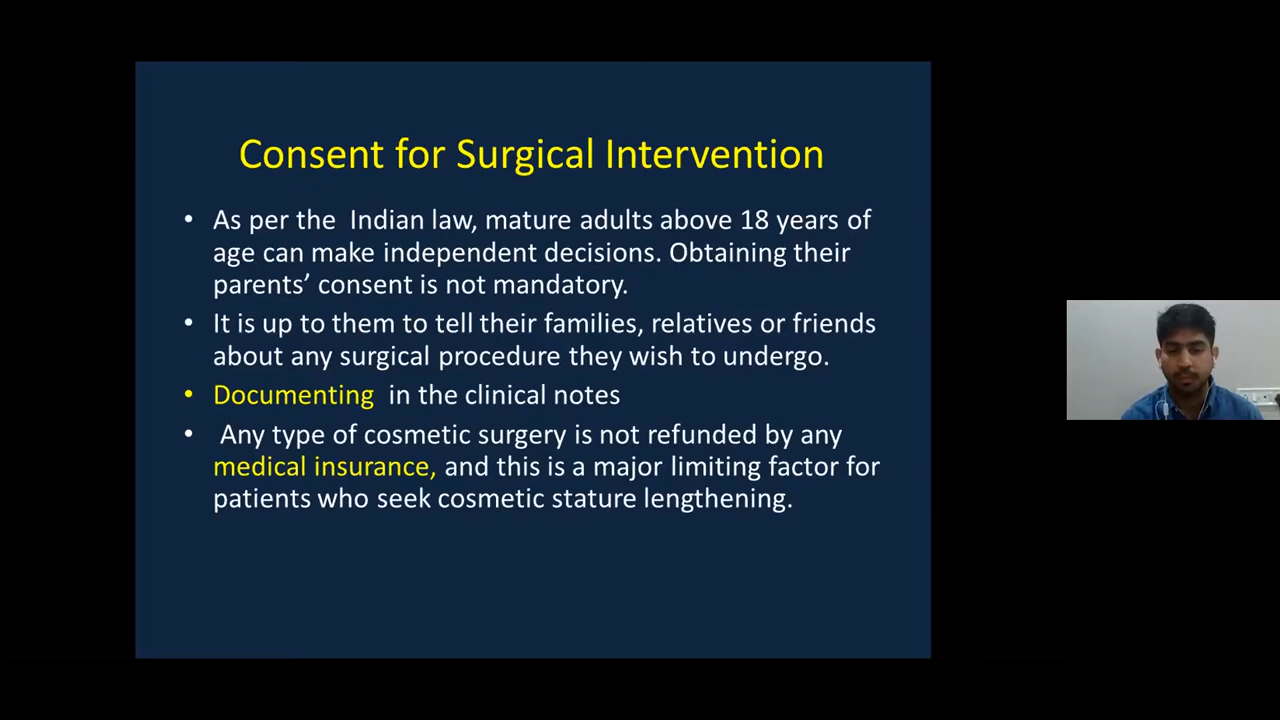 Consent for Surgical Intervention
• As per the Indian law, mature adults above 18 years of
age can make independent decisions. Obtaining their
parents’ consent is not mandatory.
• It is up to them to tell their families, relatives or friends
about any surgical procedure they wish to undergo.
• Documenting in the clinical notes
• Any type of cosmetic surgery is not refunded by any
medical insurance, and this is a major limiting factor for
patients who seek cosmetic stature lengthening.